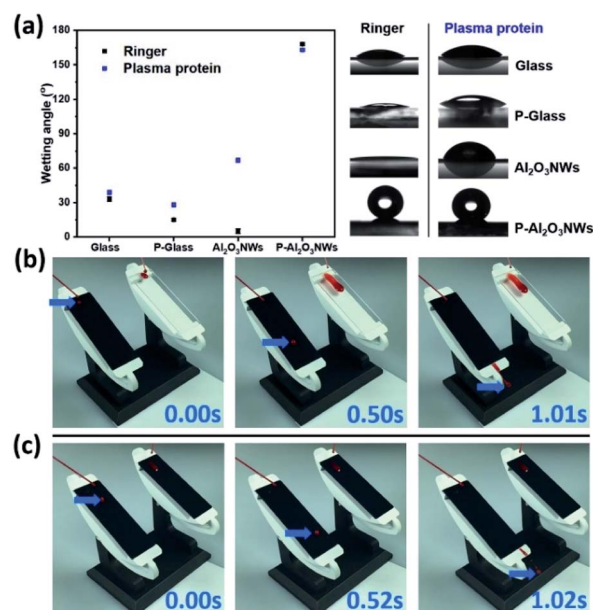 (a)
180
150
120
90
60
30
0
Wetting angle (°)
Ringer
Plasma protein
Glass
P-Glass
Al₂O₃NWs
P-Al₂O₃NWs
Ringer
Plasma protein
Glass
P-Glass
Al₂O₃NWs
P-Al₂O₃NWs
(b)
0.00s
0.50s
1.01s
(c)
0.00s
0.52s
1.02s